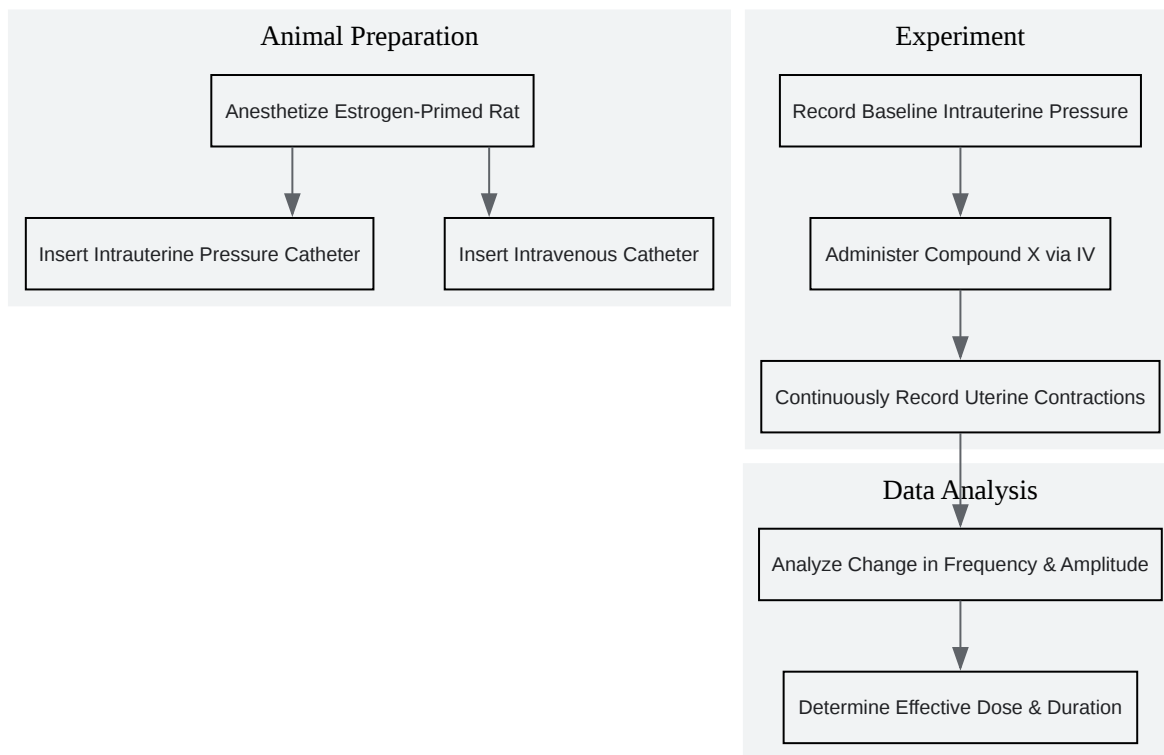 Animal Preparation
Anesthetize Estrogen-Primed Rat
Insert Intrauterine Pressure Catheter
Insert Intravenous Catheter
Experiment
Record Baseline Intrauterine Pressure
Administer Compound X via IV
Continuously Record Uterine Contractions
Data Analysis
Analyze Change in Frequency & Amplitude
Determine Effective Dose & Duration